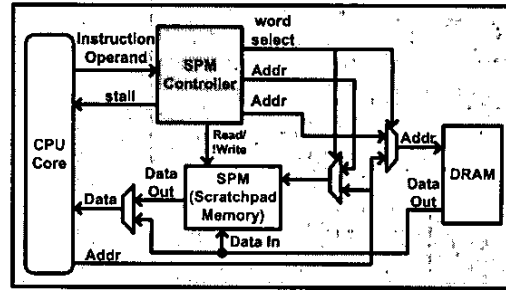 word
select
Instruction
Operand
SPM
Controller
Addr
stall
Addr
Read/
!Write
Addr
CPU
Core
Data
Out
SPM
(Scratchpad
Memory)
DRAM
Data
Data
Out
Data In
Addr